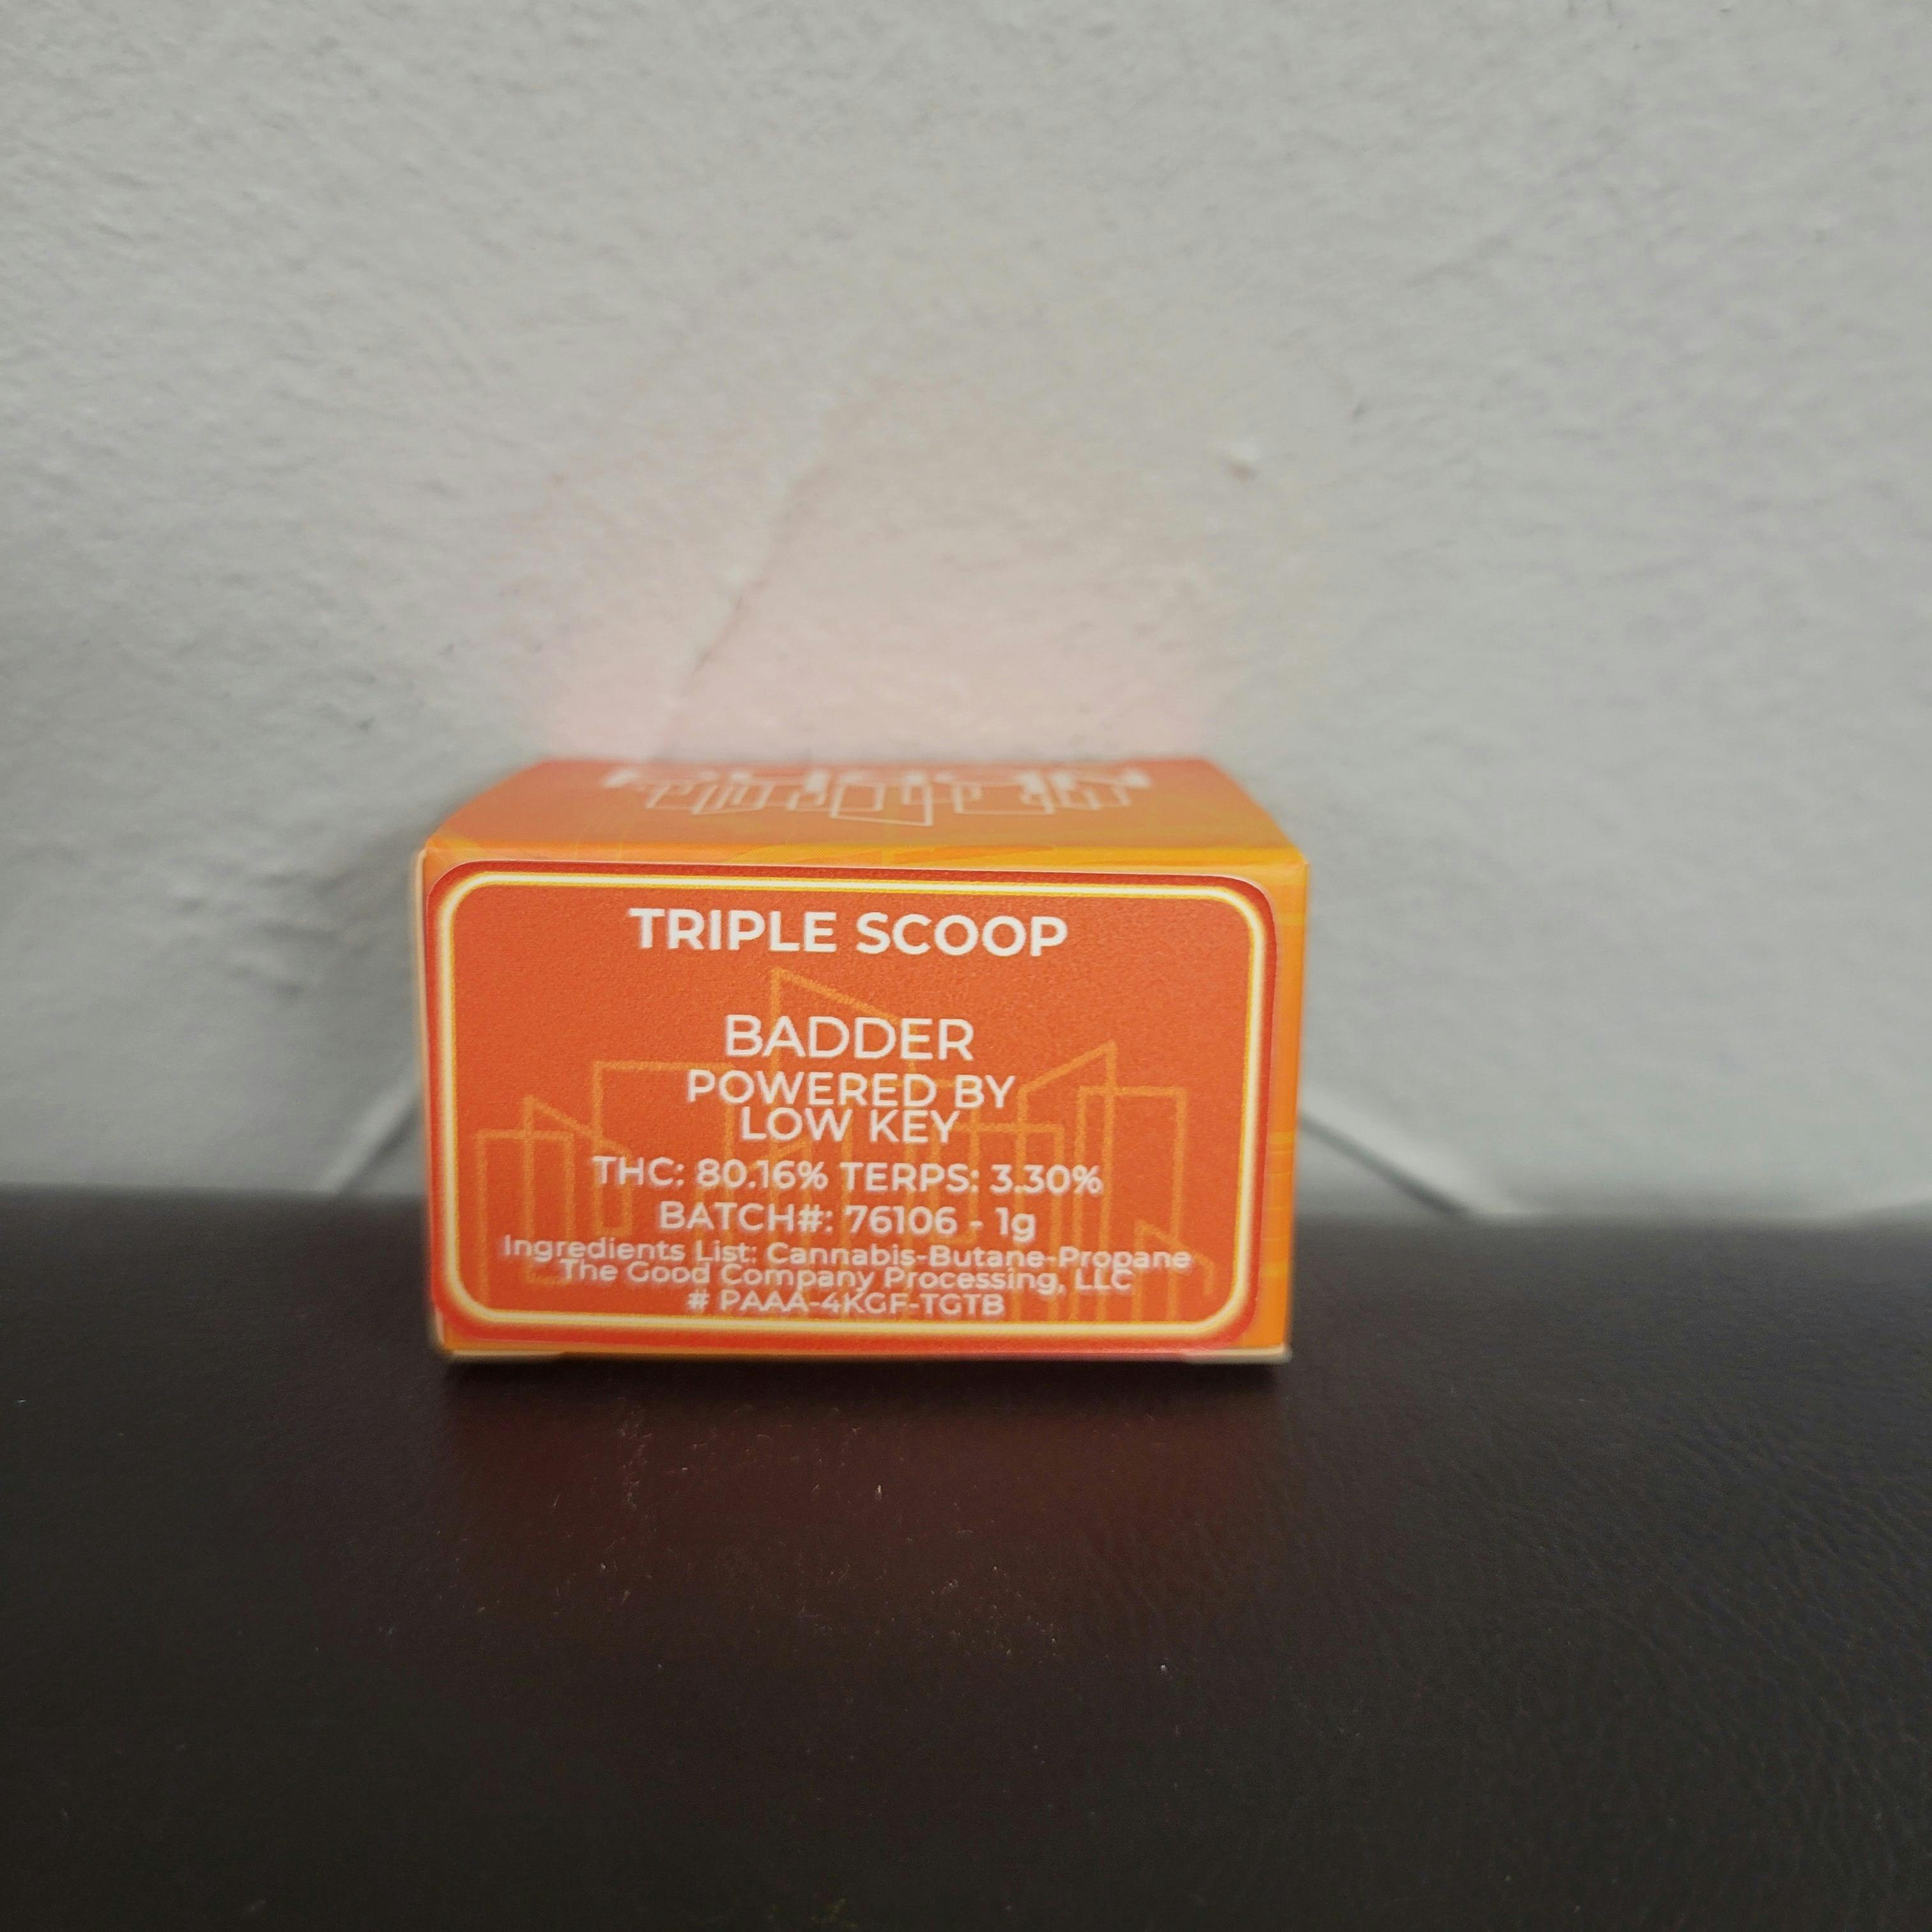 TRIPLE SCOOP
BADDER
POWERED BY
LOW KEY
THC: 80.16% TERPS: 3.30%
BATCH#: 76106 - 1g
Ingredients List: Cannabis-Butane-Propane
The Good Company Processing, LLC
# PAAA-4KGF-TGTB